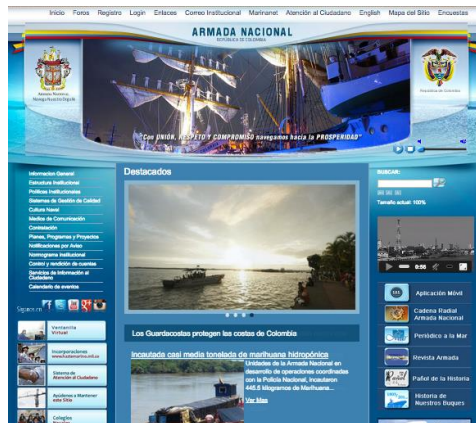 Inicio Foros Registro Login Enlaces Correo Institucional Marinanet Atención al Ciudadano English Mapa del Sitio Encuestas
ARMADA NACIONAL
REPÚBLICA DE COLOMBIA
"Con UNIÓN, RESPETO Y COMPROMISO navegamos hacia la PROSPERIDAD"
Informacion General
Estructura Institucional
Políticas Institucionales
Sistemas de Gestión de Calidad
Cultura Naval
Medios de Comunicación
Contratación
Planes, Programas y Proyectos
Notificaciones por Aviso
Normograma Institucional
Control y rendición de cuentas
Servicios de Información al
Ciudadano
Calendario de eventos
Síguenos en
Ventanilla
Virtual
Incorporaciones
Sistema de
Atención al Ciudadano
Ayúdenos a Mantener
este Sitio
Colegios
Destacados
Los Guardacostas protegen las costas de Colombia
Incautada casi media tonelada de marihuana hidropónica
Unidades de la Armada Nacional en
desarrollo de operaciones coordinadas
con la Policía Nacional, incautaron
445.5 kilogramos de Marihuana...
Ver Mas
BUSCAR:
Tamaño actual: 100%
0:56
Aplicación Móvil
Cadena Radial
Armada Nacional
Periódico a la Mar
Revista Armada
Pañol de la Historia
Historia de
Nuestros Buques